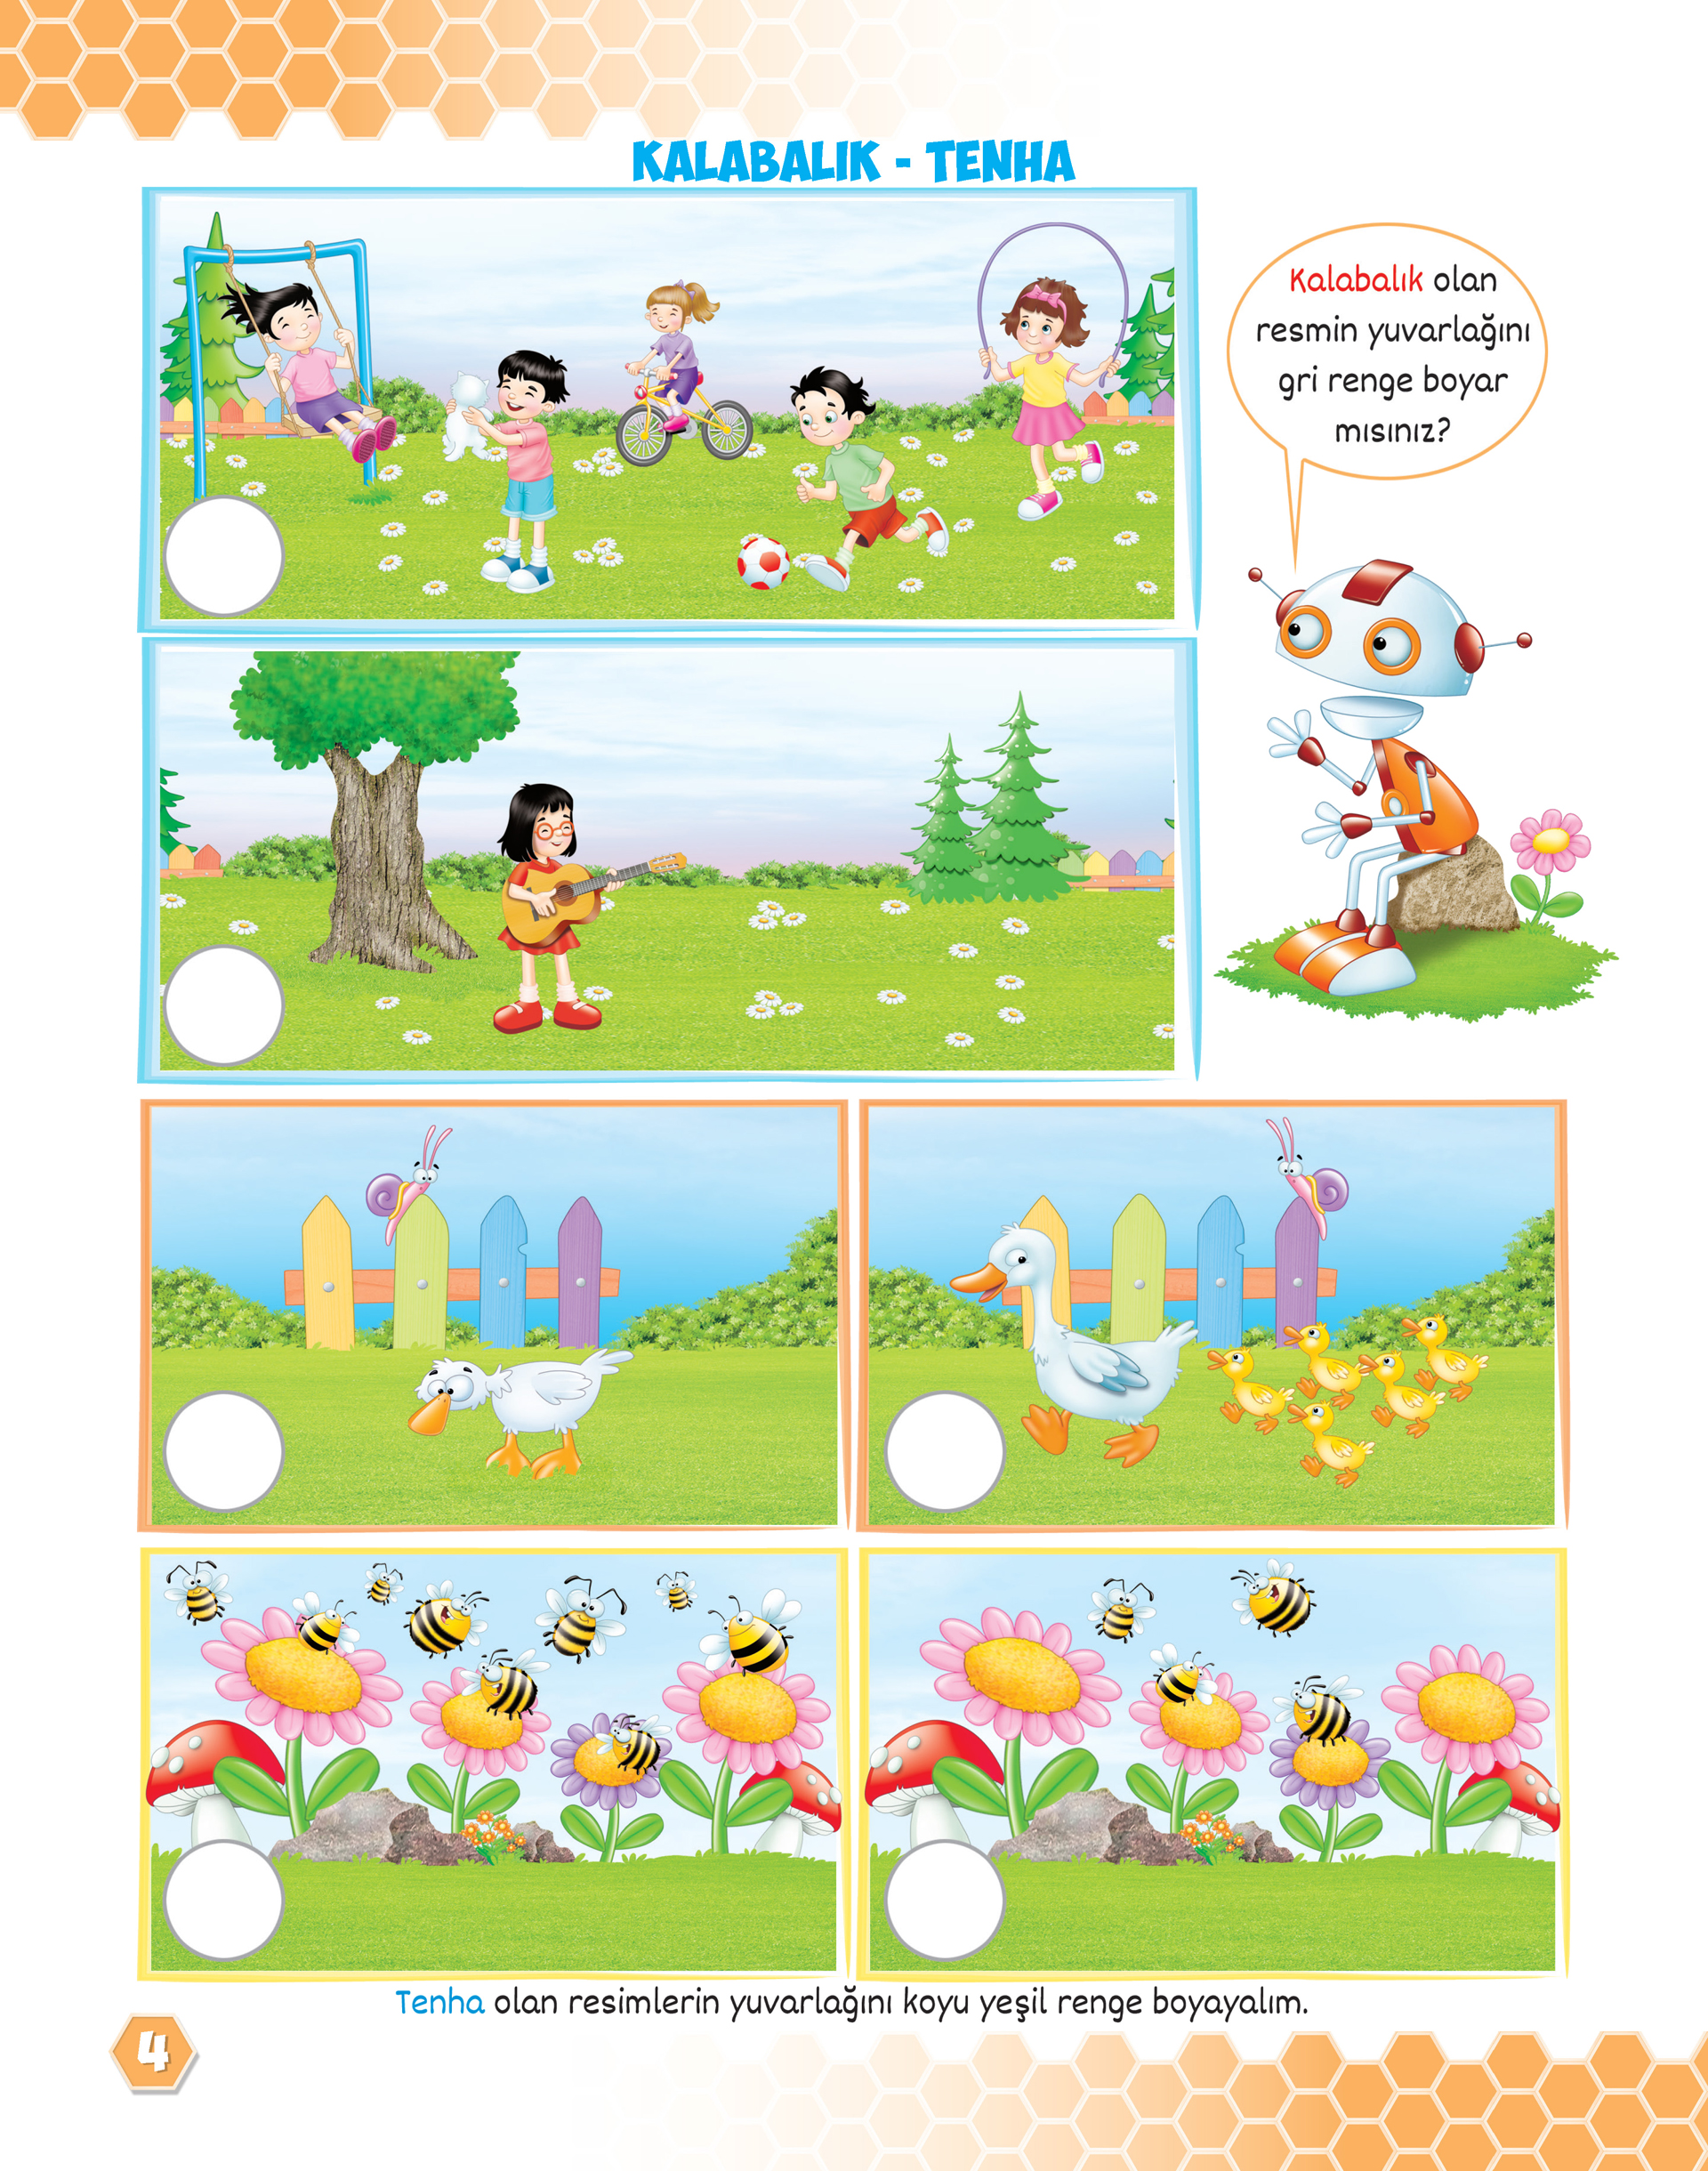 KALABALIK - TENHA
Kalabalık olan
resmin yuvarlağını
gri renge boyar
mısınız?
Tenha olan resimlerin yuvarlağını koyu yeşil renge boyayalım.
4